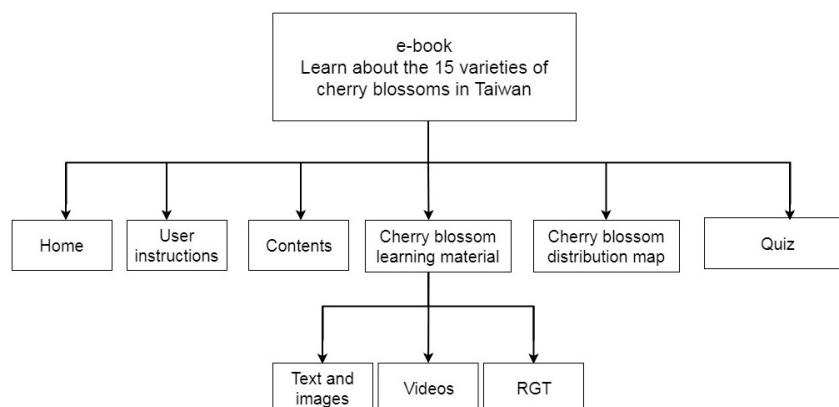 e-book
Learn about the 15 varieties of
cherry blossoms in Taiwan
Home
User
instructions
Contents
Cherry blossom
learning material
Cherry blossom
distribution map
Quiz
Text and
images
Videos
RGT